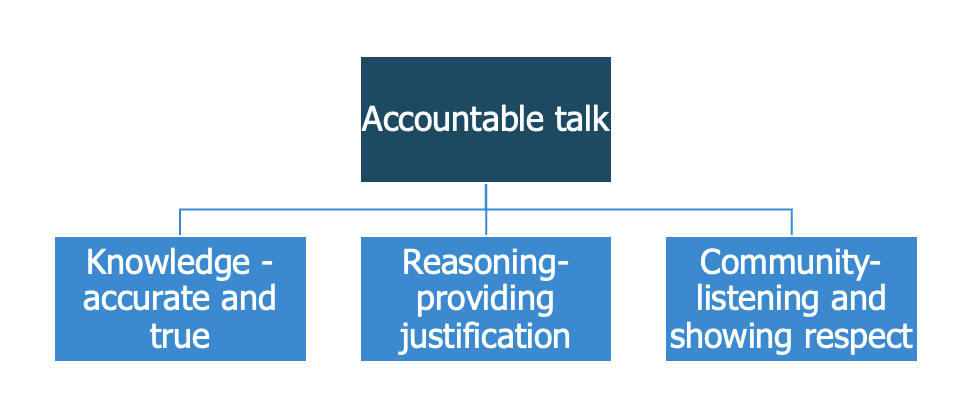 Accountable talk
Knowledge -
accurate and
true
Reasoning-
providing
justification
Community-
listening and
showing respect